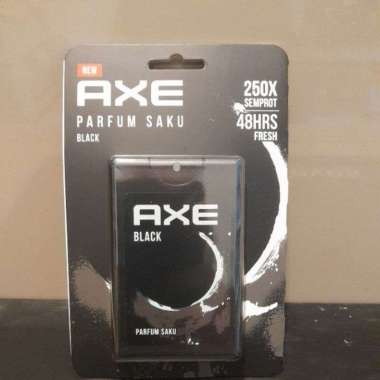 NEW
AXE
PARFUM SAKU
BLACK
250X
SEMPROT
48HRS
FRESH
AXE
BLACK
PARFUM SAKU